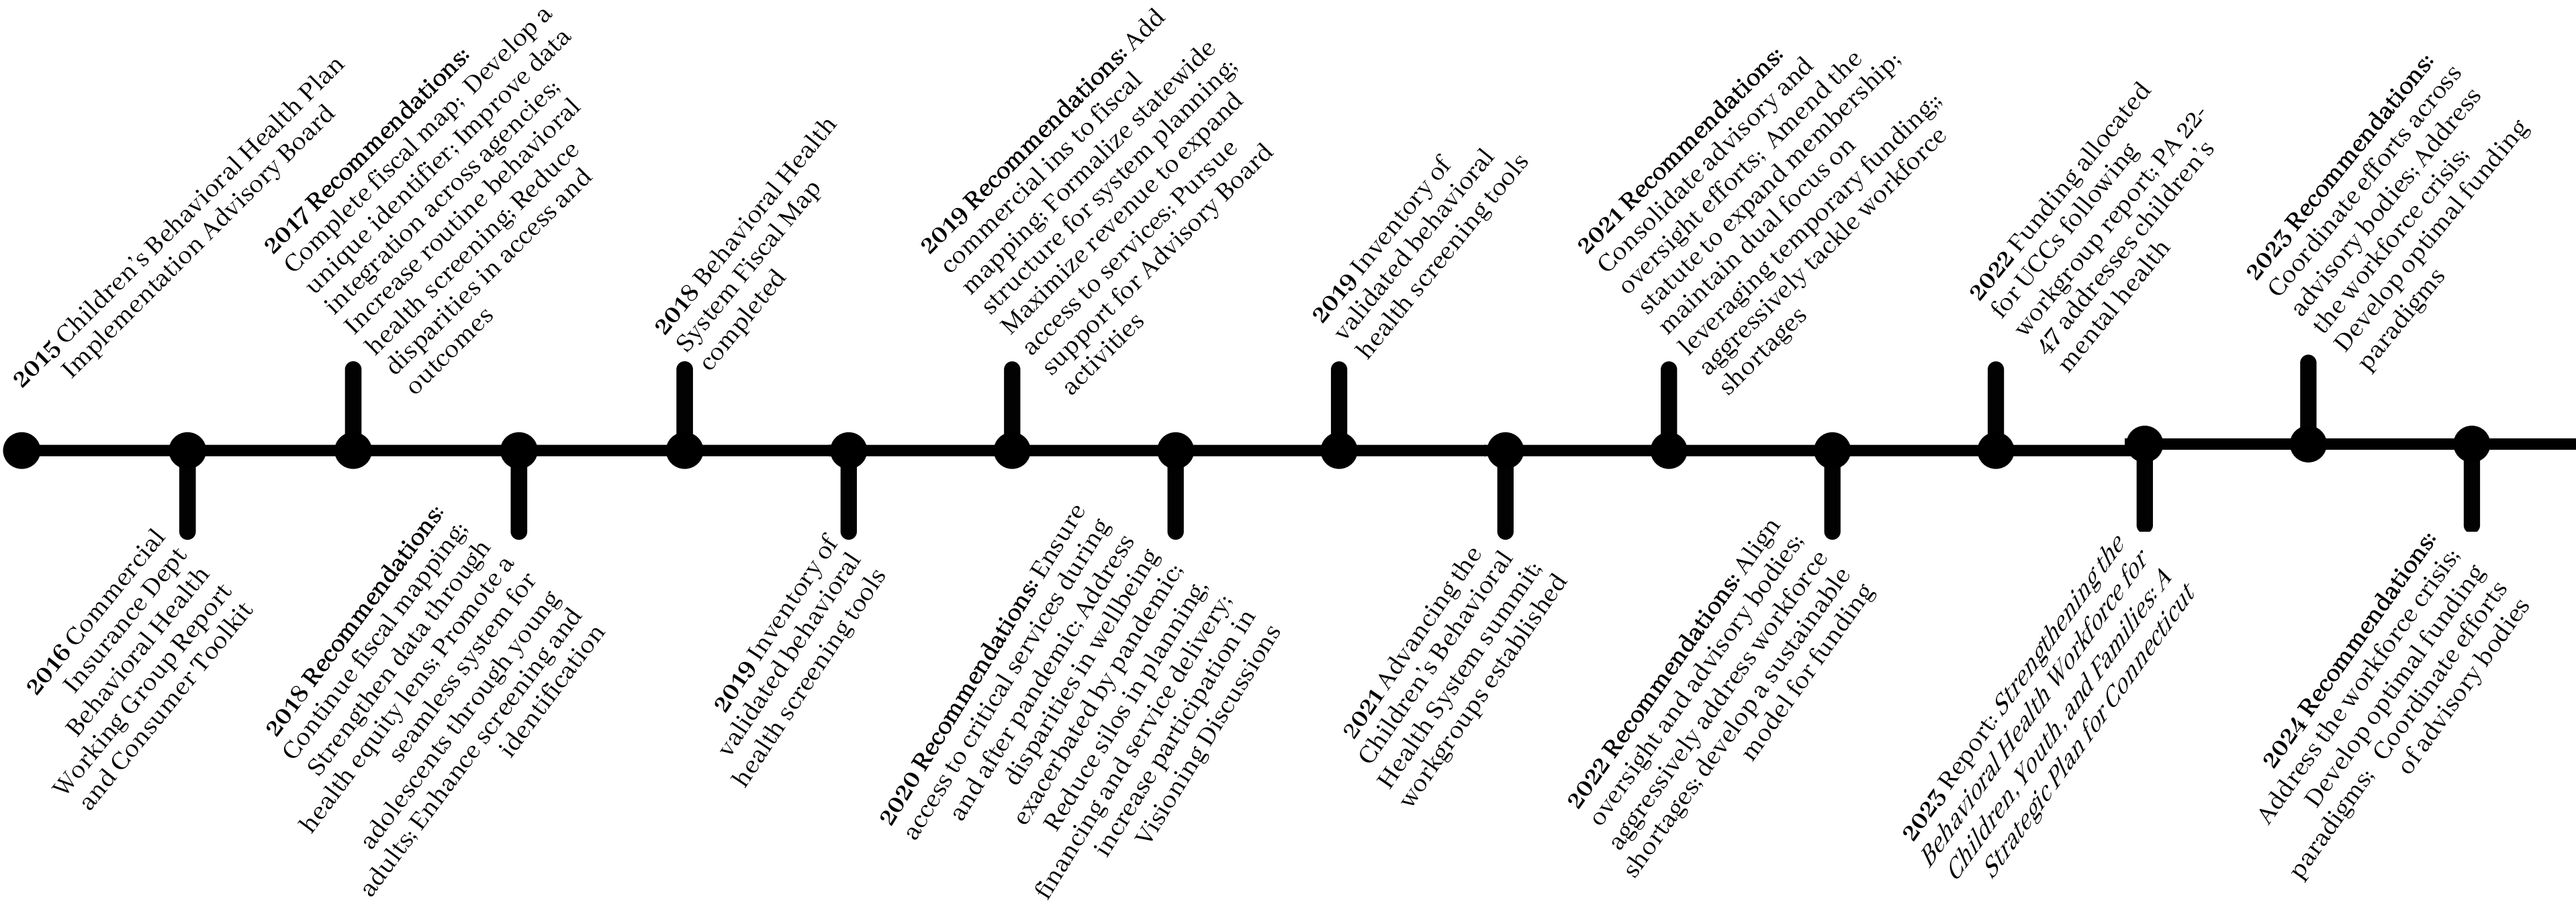 2015 Children's Behavioral Health Plan
Implementation Advisory Board
2016 Commercial
Insurance Dept
Behavioral Health
Working Group Report
and Consumer Toolkit
2017 Recommendations:
Complete fiscal map; Develop a
unique identifier; Improve data
integration across agencies;
Increase routine behavioral
health screening; Reduce
disparities in access and
outcomes
2018 Recommendations:
Continue fiscal mapping;
Strengthen data through
health equity lens; Promote a
seamless system for
adolescents through young
adults; Enhance screening and
identification
2018 Behavioral Health
System Fiscal Map
completed
2019 Inventory of
validated behavioral
health screening tools
2019 Recommendations: Add
commercial ins to fiscal
mapping; Formalize statewide
structure for system planning;
Maximize revenue to expand
access to services; Pursue
support for Advisory Board
activities
2020 Recommendations: Ensure
access to critical services during
and after pandemic; Address
disparities in wellbeing
exacerbated by pandemic;
Reduce silos in planning,
financing and service delivery;
increase participation in
Visioning Discussions
2019 Inventory of
validated behavioral
health screening tools
2021 Advancing the
Children's Behavioral
Health System summit;
workgroups established
2021 Recommendations:
Consolidate advisory and
oversight efforts; Amend the
statute to expand membership;
maintain dual focus on
leveraging temporary funding;;
aggressively tackle workforce
shortages
2022 Recommendations: Align
oversight and advisory bodies;
aggressively address workforce
shortages; develop a sustainable
model for funding
2022 Funding allocated
for UCCs following
workgroup report; PA 22-
47 addresses children's
mental health
2023 Report: Strengthening the
Behavioral Health Workforce for
Children, Youth, and Families: A
Strategic Plan for Connecticut
2023 Recommendations:
Coordinate efforts across
advisory bodies; Address
the workforce crisis;
Develop optimal funding
paradigms
2024 Recommendations:
Address the workforce crisis;
Develop optimal funding
paradigms; Coordinate efforts
of advisory bodies